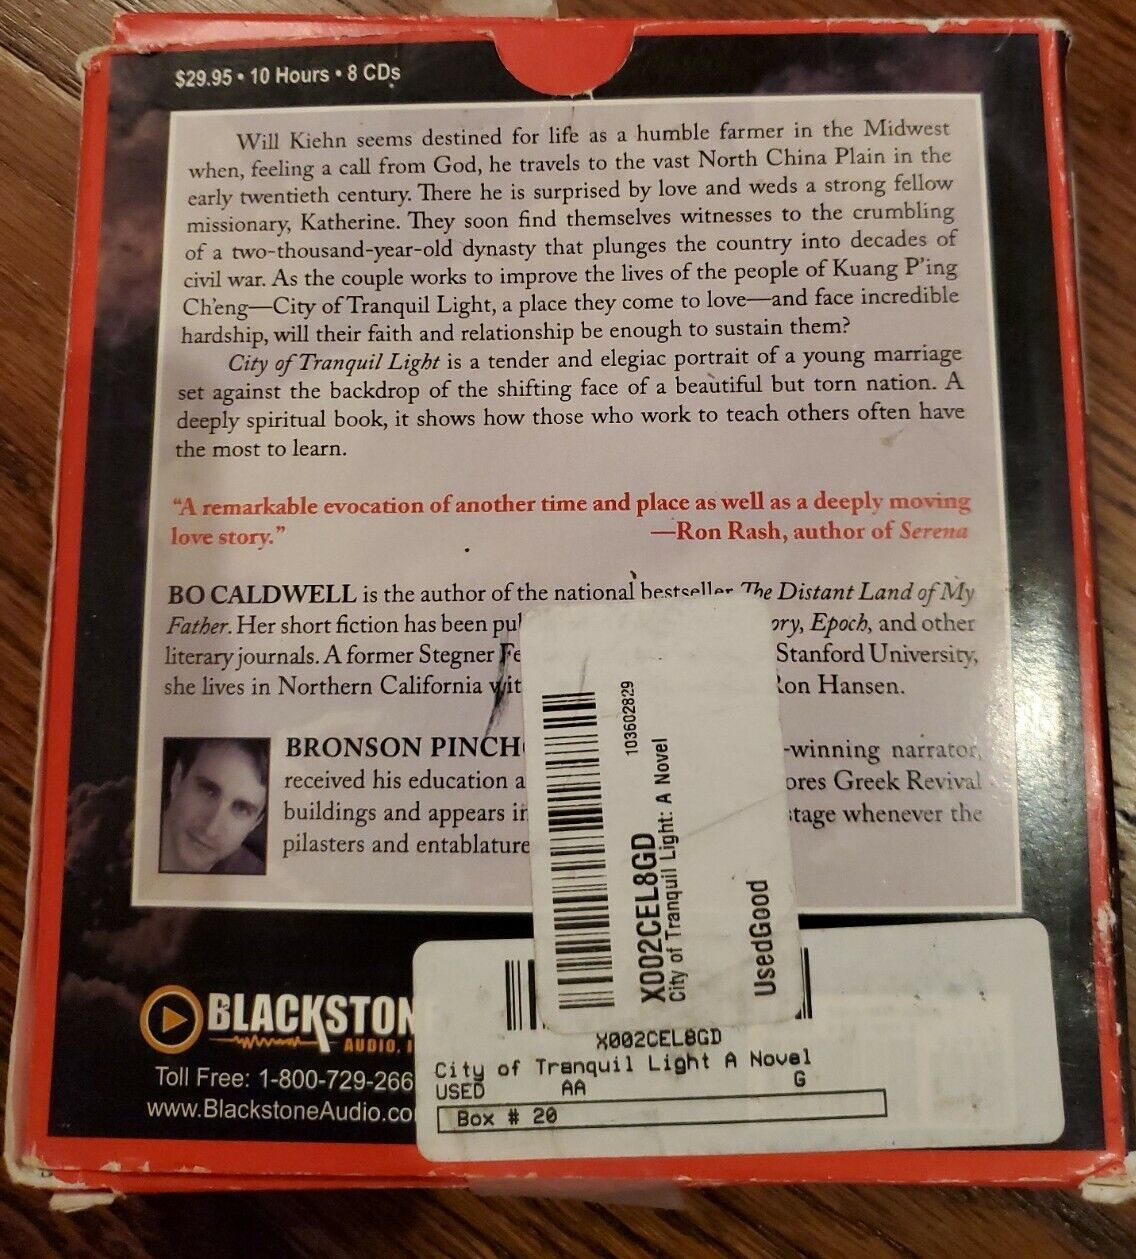 $29.95 • 10 Hours • 8 CDs
Will Kiehn seems destined for life as a humble farmer in the Midwest
when, feeling a call from God, he travels to the vast North China Plain in the
early twentieth century. There he is surprised by love and weds a strong fellow
missionary, Katherine. They soon find themselves witnesses to the crumbling
of a two-thousand-year-old dynasty that plunges the country into decades of
civil war. As the couple works to improve the lives of the people of Kuang P'ing
Ch'eng—City of Tranquil Light, a place they come to love—and face incredible
hardship, will their faith and relationship be enough to sustain them?
City of Tranquil Light is a tender and elegiac portrait of a young marriage
set against the backdrop of the shifting face of a beautiful but torn nation. A
deeply spiritual book, it shows how those who work to teach others often have
the most to learn.
“A remarkable evocation of another time and place as well as a deeply moving
love story.” —Ron Rash, author of Serena
BO CALDWELL is the author of the national bestseller The Distant Land of My
Father. Her short fiction has been Epoch, and other
literary journals. A former Stegner Stanford University,
she lives in Northern California Ron Hansen.
BRONSON -winning narrator,
received his education Greek Revival
buildings and appears whenever the
pilasters and
103602829
X002CEL8GD
City of Tranquil Light: A Novel
UsedGood
BLACKSTON
AUDIO,
Toll Free: 1-800-729-266
www.BlackstoneAudio.co
X002CEL8GD
City of Tranquil Light A Novel
USED AA G
Box # 20